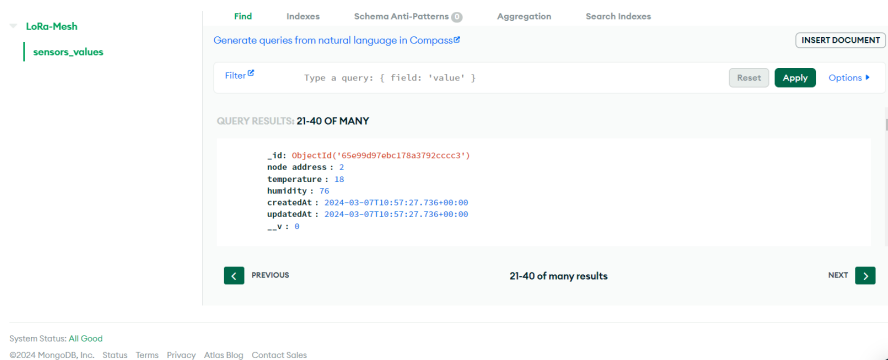 Find Indexes Schema Anti-Patterns 0 Aggregation Search Indexes
LoRa-Mesh
sensors_values
Generate queries from natural language in Compass
INSERT DOCUMENT
Filter Type a query: { field: 'value' } Reset Apply Options
QUERY RESULTS: 21-40 OF MANY
_id: ObjectId('65e99d97ebc178a3792cccc3')
node address : 2
temperature : 18
humidity : 76
createdAt : 2024-03-07T10:57:27.736+00:00
updatedAt : 2024-03-07T10:57:27.736+00:00
__v : 0
PREVIOUS 21-40 of many results NEXT
System Status: All Good
©2024 MongoDB, Inc. Status Terms Privacy Atlas Blog Contact Sales